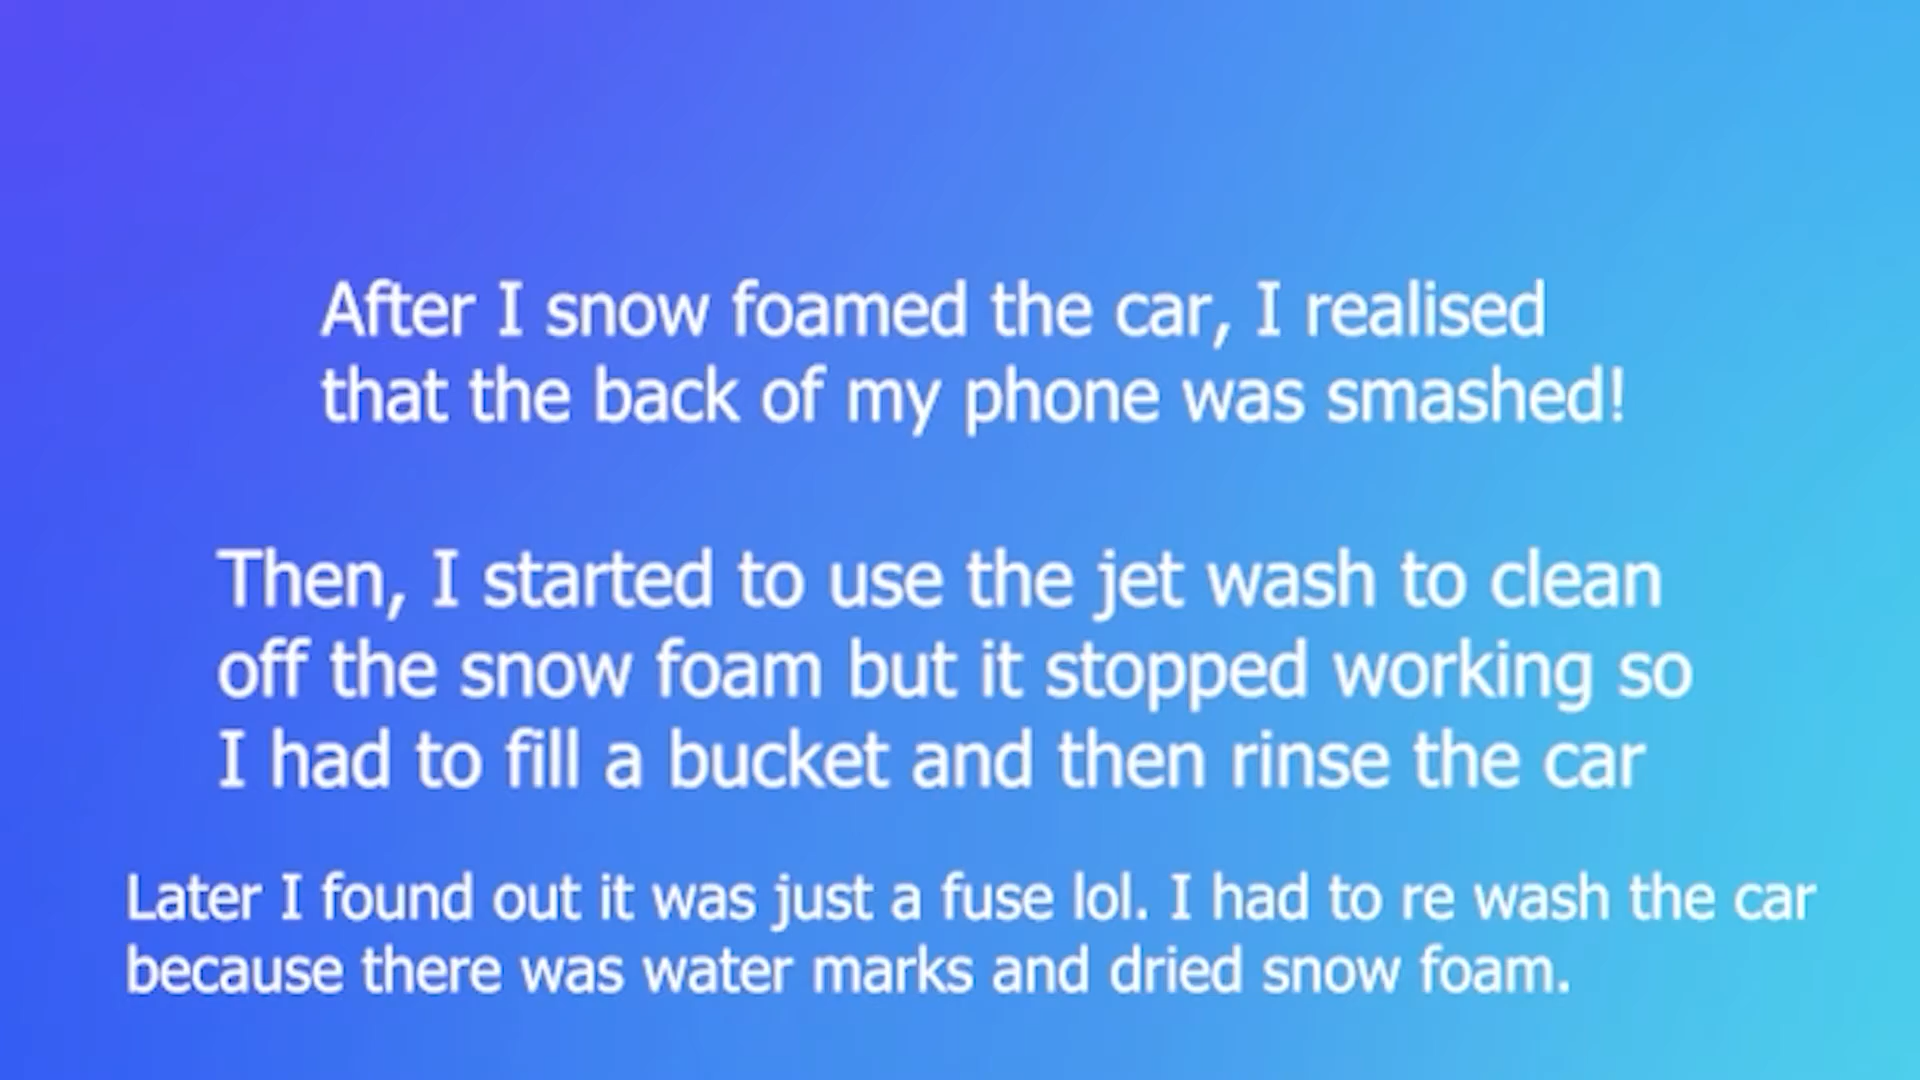 After I snow foamed the car, I realised
that the back of my phone was smashed!
Then, I started to use the jet wash to clean
off the snow foam but it stopped working so
I had to fill a bucket and then rinse the car
Later I found out it was just a fuse lol. I had to re wash the car
because there was water marks and dried snow foam.